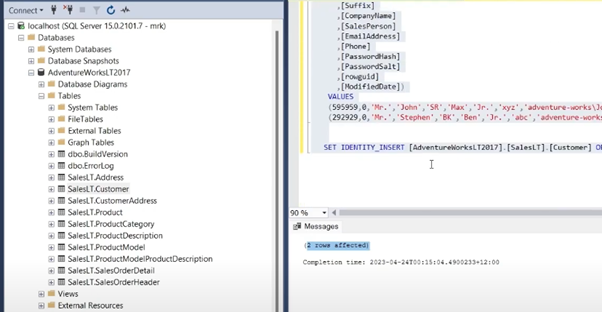 Connect
localhost (SQL Server 15.0.2101.7 - mrk)
Databases
System Databases
Database Snapshots
AdventureWorksLT2017
Database Diagrams
Tables
System Tables
FileTables
External Tables
Graph Tables
dbo.BuildVersion
dbo.ErrorLog
SalesLT.Address
SalesLT.Customer
SalesLT.CustomerAddress
SalesLT.Product
SalesLT.ProductCategory
SalesLT.ProductDescription
SalesLT.ProductModel
SalesLT.ProductModelProductDescription
SalesLT.SalesOrderDetail
SalesLT.SalesOrderHeader
Views
External Resources
,[Suffix]
,[CompanyName]
,[SalesPerson]
,[EmailAddress]
,[Phone]
,[PasswordHash]
,[PasswordSalt]
,[rowguid]
,[ModifiedDate])
VALUES
(595959,0,'Mr.','John','SR','Max','Jr.','xyz','adventure-works\Jo
(292929,0,'Mr.','Stephen','BK','Ben','Jr.','abc','adventure-works
SET IDENTITY_INSERT [AdventureWorksLT2017].[SalesLT].[Customer] O
90 %
Messages
(2 rows affected)
Completion time: 2023-04-24T00:15:04.4900233+12:00